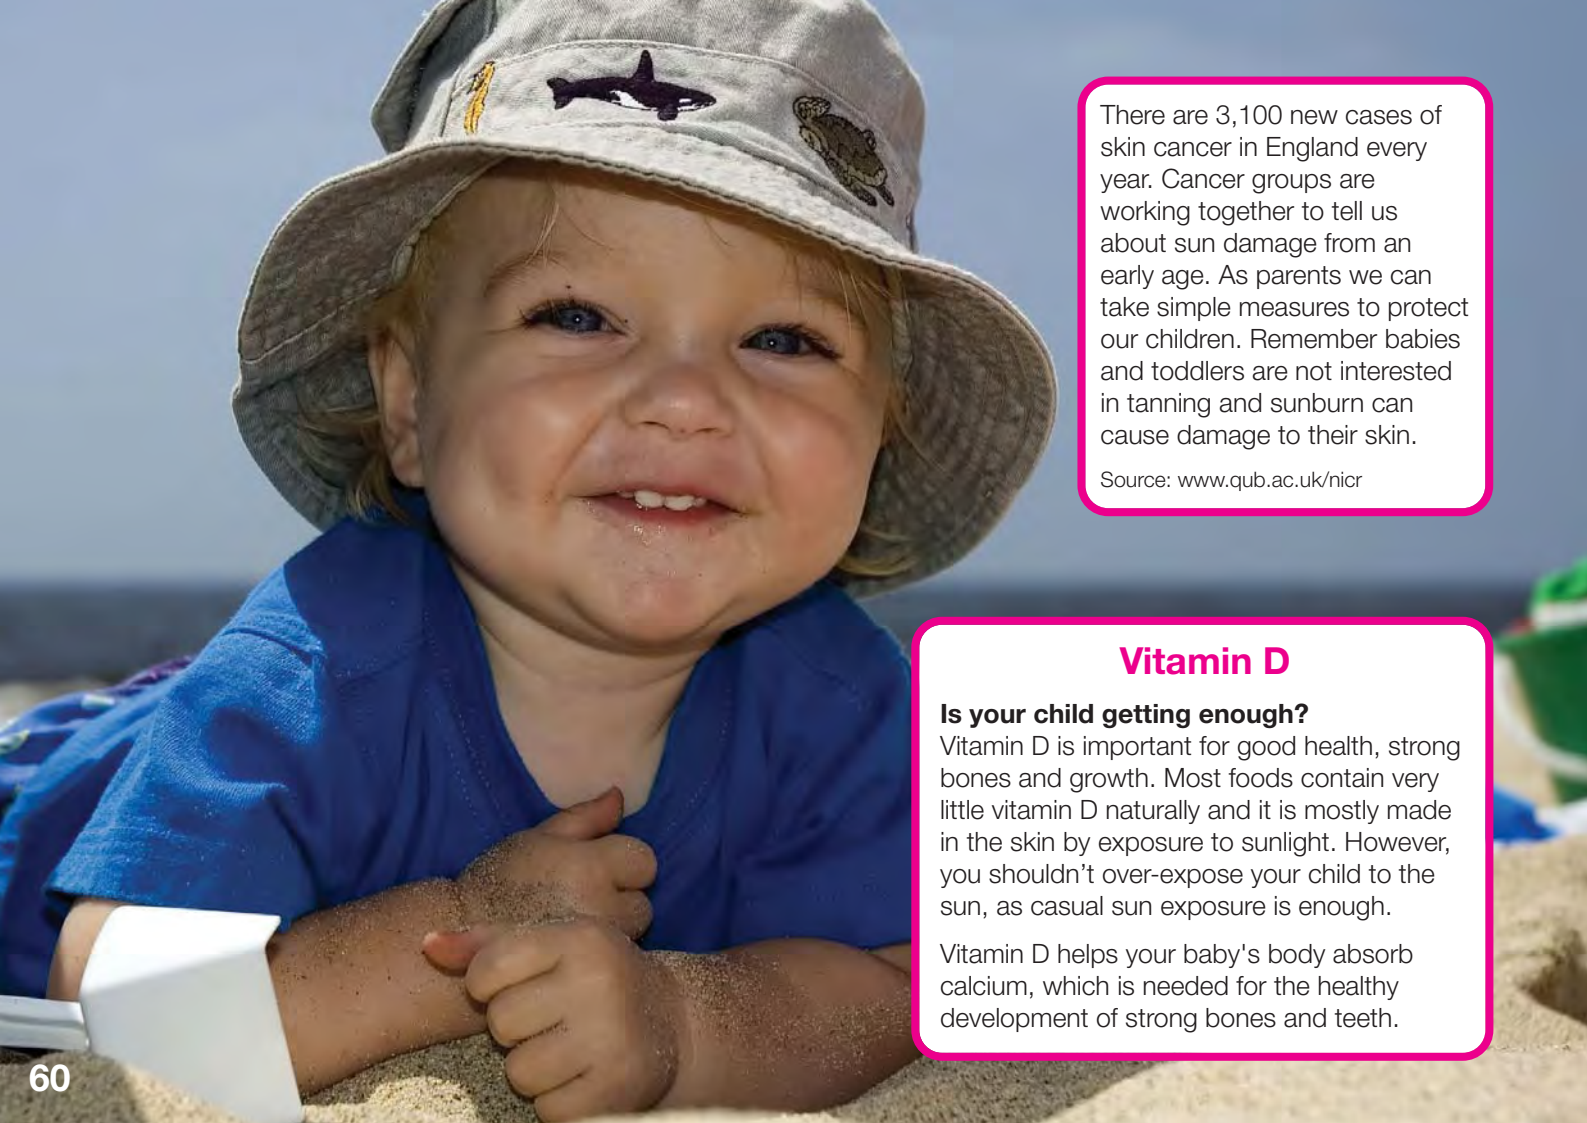 There are 3,100 new cases of
skin cancer in England every
year. Cancer groups are
working together to tell us
about sun damage from an
early age. As parents we can
take simple measures to protect
our children. Remember babies
and toddlers are not interested
in tanning and sunburn can
cause damage to their skin.
Source: www.qub.ac.uk/nicr
Vitamin D
Is your child getting enough?
Vitamin D is important for good health, strong
bones and growth. Most foods contain very
little vitamin D naturally and it is mostly made
in the skin by exposure to sunlight. However,
you shouldn’t over-expose your child to the
sun, as casual sun exposure is enough.
Vitamin D helps your baby's body absorb
calcium, which is needed for the healthy
development of strong bones and teeth.
60